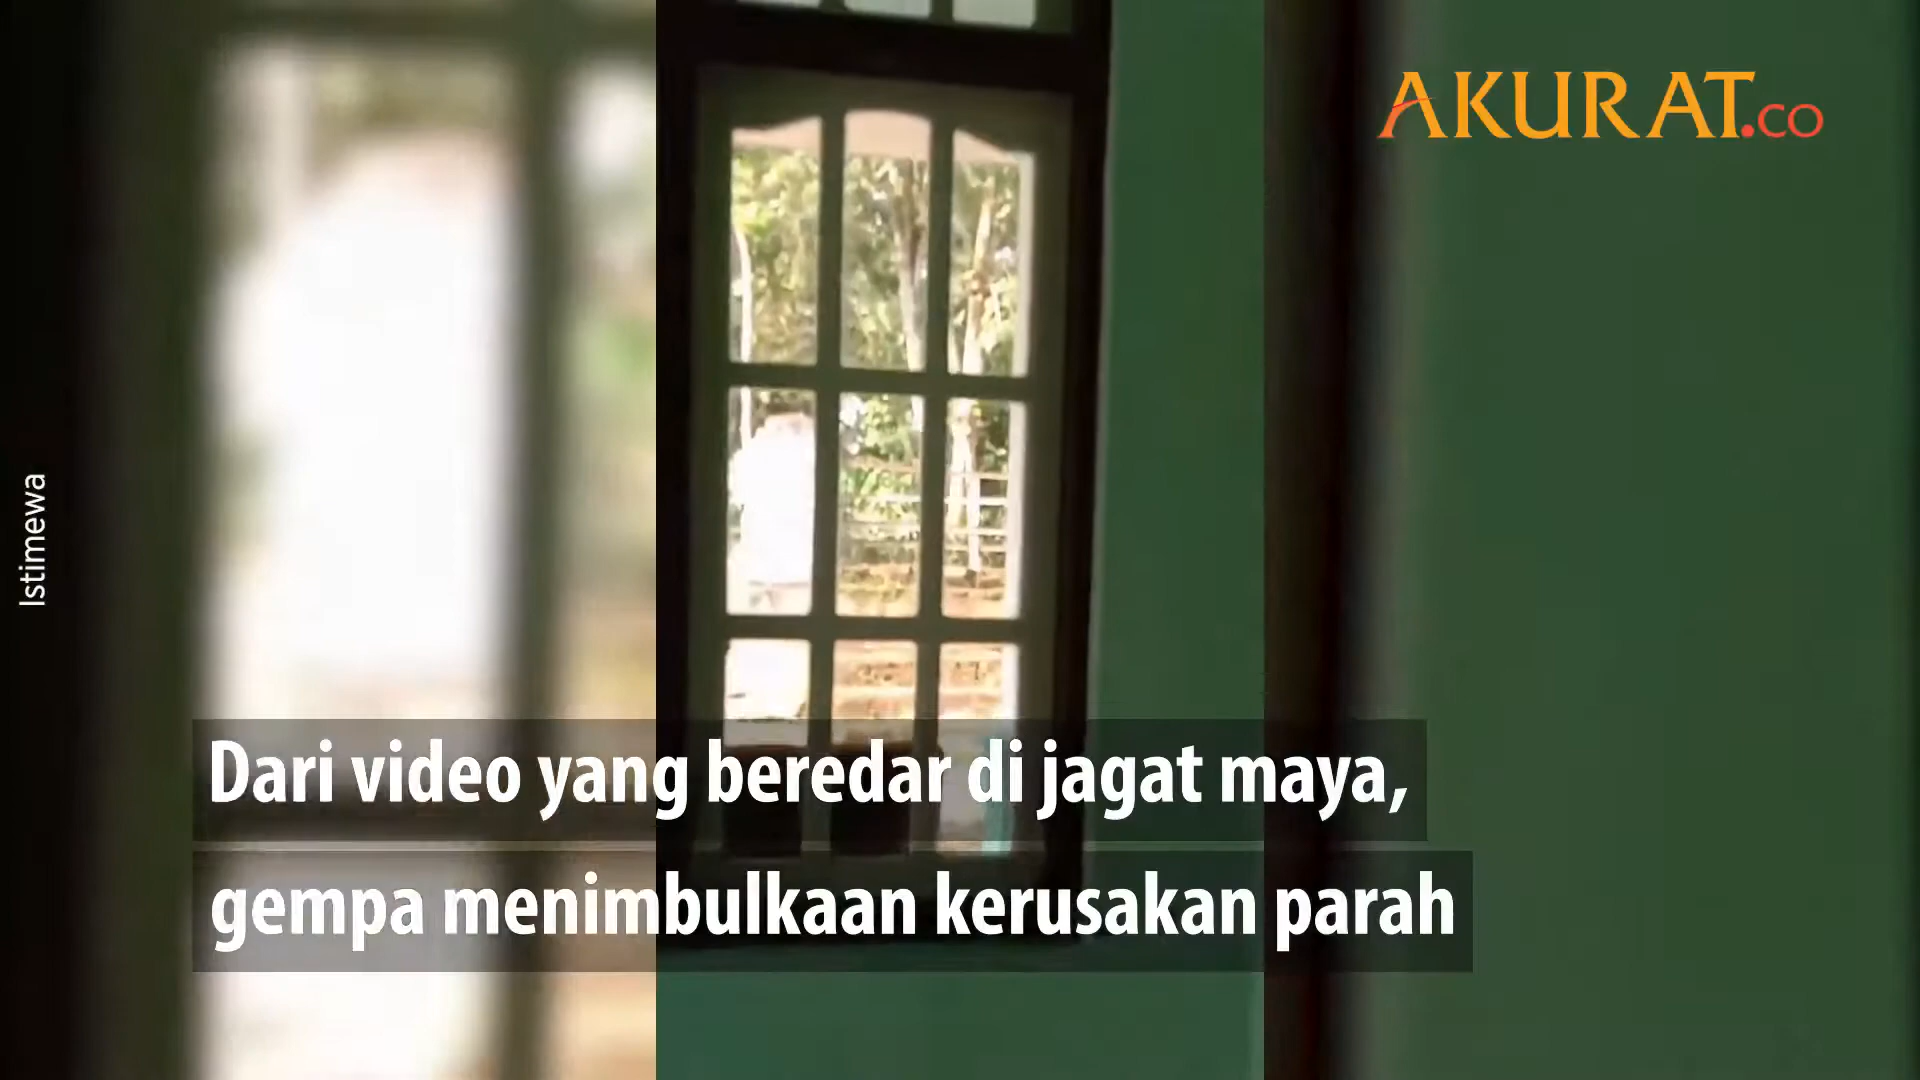 AKURAT.co
Istimewa
Dari video yang beredar di jagat maya,
gempa menimbulkaan kerusakan parah